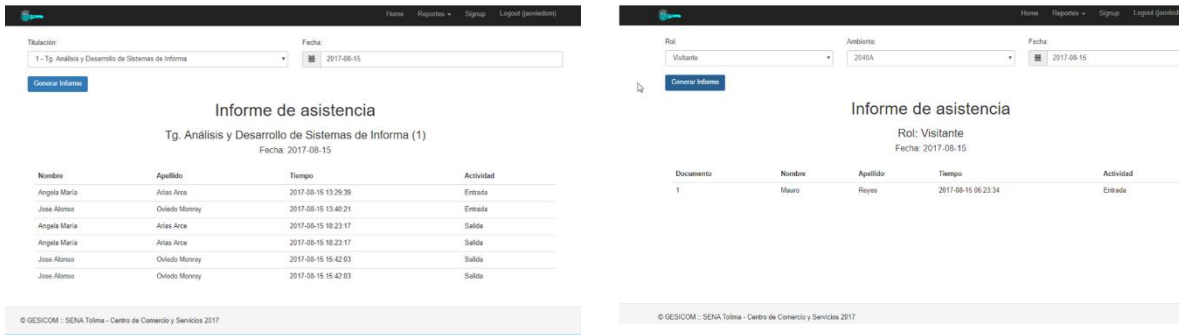 Home Reportes Signup Logout (jaoviedom)
Titulación: Fecha:
1 - Tg. Análisis y Desarrollo de Sistemas de Informa 2017-08-15
Generar Informe
Informe de asistencia
Tg. Análisis y Desarrollo de Sistemas de Informa (1)
Fecha: 2017-08-15
Nombre Apellido Tiempo Actividad
Angela María Arias Arce 2017-08-15 13:29:39 Entrada
Jose Alonso Oviedo Monroy 2017-08-15 13:40:21 Entrada
Angela María Arias Arce 2017-08-15 18:23:17 Salida
Angela María Arias Arce 2017-08-15 18:23:17 Salida
Jose Alonso Oviedo Monroy 2017-08-15 15:42:03 Salida
Jose Alonso Oviedo Monroy 2017-08-15 15:42:03 Salida
© GESICOM :: SENA Tolima - Centro de Comercio y Servicios 2017
Home Reportes Signup Logout (jaovied
Rol: Ambiente: Fecha:
Visitante 2040A 2017-08-15
Generar Informe
Informe de asistencia
Rol: Visitante
Fecha: 2017-08-15
Documento Nombre Apellido Tiempo Actividad
1 Mauro Reyes 2017-08-15 06:23:34 Entrada
© GESICOM :: SENA Tolima - Centro de Comercio y Servicios 2017